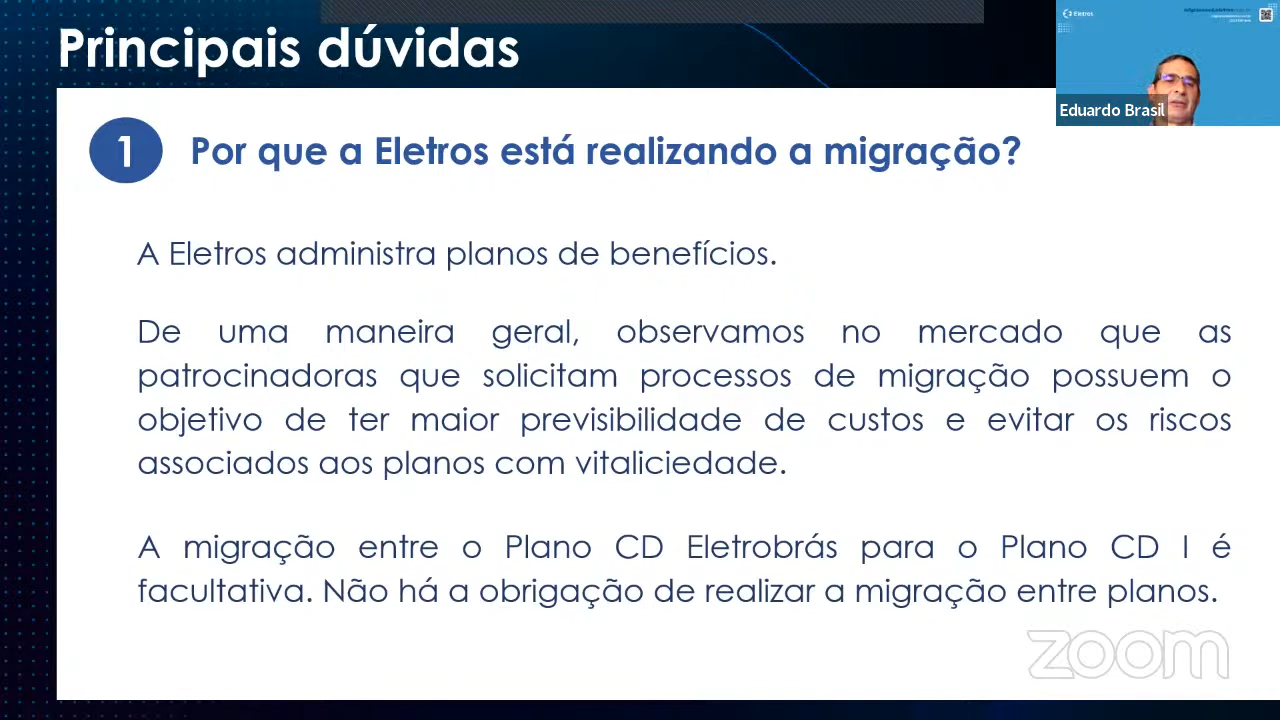 Principais dúvidas
Eletros
Eduardo Brasil
1
Por que a Eletros está realizando a migração?
A Eletros administra planos de benefícios.
De uma maneira geral, observamos no mercado que as
patrocinadoras que solicitam processos de migração possuem o
objetivo de ter maior previsibilidade de custos e evitar os riscos
associados aos planos com vitaliciedade.
A migração entre o Plano CD Eletrobrás para o Plano CD I é
facultativa. Não há a obrigação de realizar a migração entre planos.
zoom